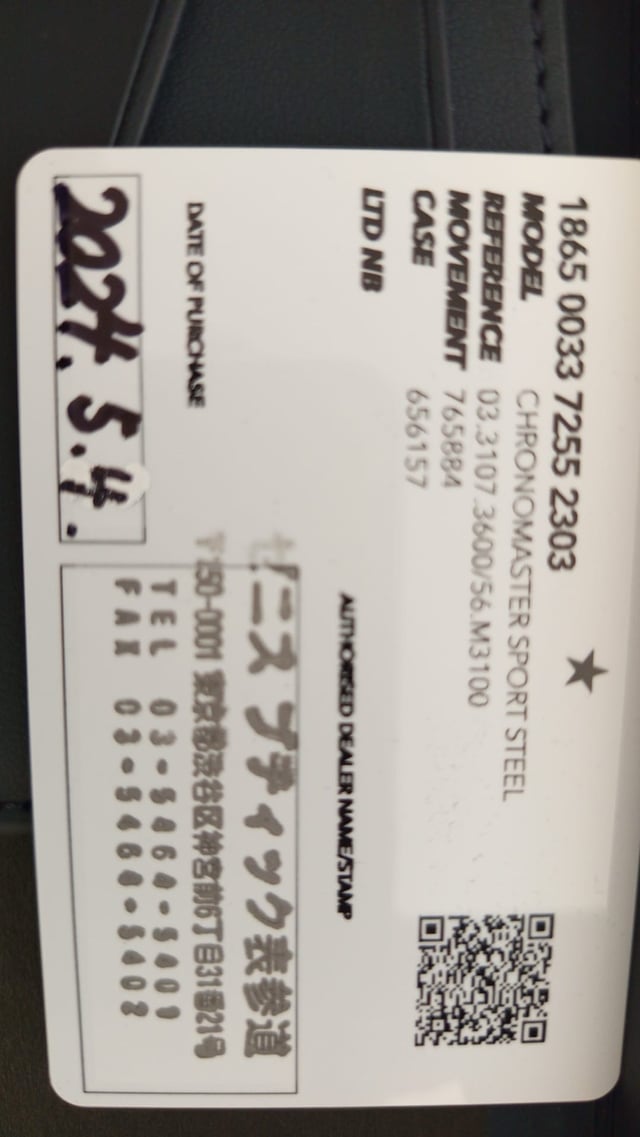 1865 0033 7255 2303
MODEL CHRONOMASTER SPORT STEEL
REFERENCE 03.3107.3600/56.M3100
MOVEMENT 765884
CASE 656157
LTD NB
AUTHORISED DEALER NAME/STAMP
DATE OF PURCHASE
2024.5.4.
ブティック表参道
〒150-0001 東京都渋谷区神宮前6丁目31番21号
TEL 03-5464-5401
FAX 03-5464-5402